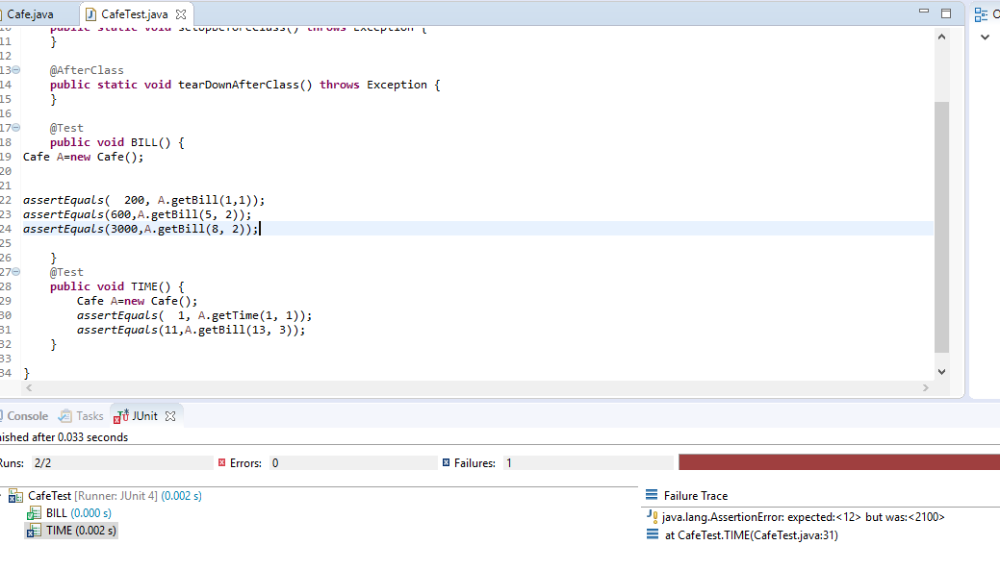 Cafe.java CafeTest.java
public static void setUpBeforeClass() throws Exception {
11 }
12
13 @AfterClass
14 public static void tearDownAfterClass() throws Exception {
15 }
16
17 @Test
18 public void BILL() {
19 Cafe A=new Cafe();
20
21
22 assertEquals( 200, A.getBill(1,1));
23 assertEquals(600,A.getBill(5, 2));
24 assertEquals(3000,A.getBill(8, 2));
25
26 }
27 @Test
28 public void TIME() {
29 Cafe A=new Cafe();
30 assertEquals( 1, A.getTime(1, 1));
31 assertEquals(11,A.getBill(13, 3));
32 }
33
34 }
Console Tasks JUnit
ished after 0.033 seconds
Runs: 2/2 Errors: 0 Failures: 1
CafeTest [Runner: JUnit 4] (0.002 s)
BILL (0.000 s)
TIME (0.002 s)
Failure Trace
java.lang.AssertionError: expected:<12> but was:<2100>
at CafeTest.TIME(CafeTest.java:31)